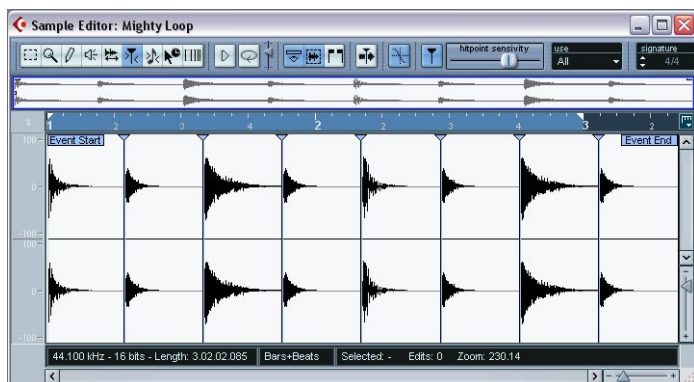 Sample Editor: Mighty Loop
hitpoint sensivity
use
All
signature
4/4
1 2 3 4 2 2 3 4 3 2
Event Start
Event End
100
0
-100
100
0
-100
44.100 kHz - 16 bits - Length: 3.02.02.085
Bars+Beats
Selected: -
Edits: 0
Zoom: 230.14